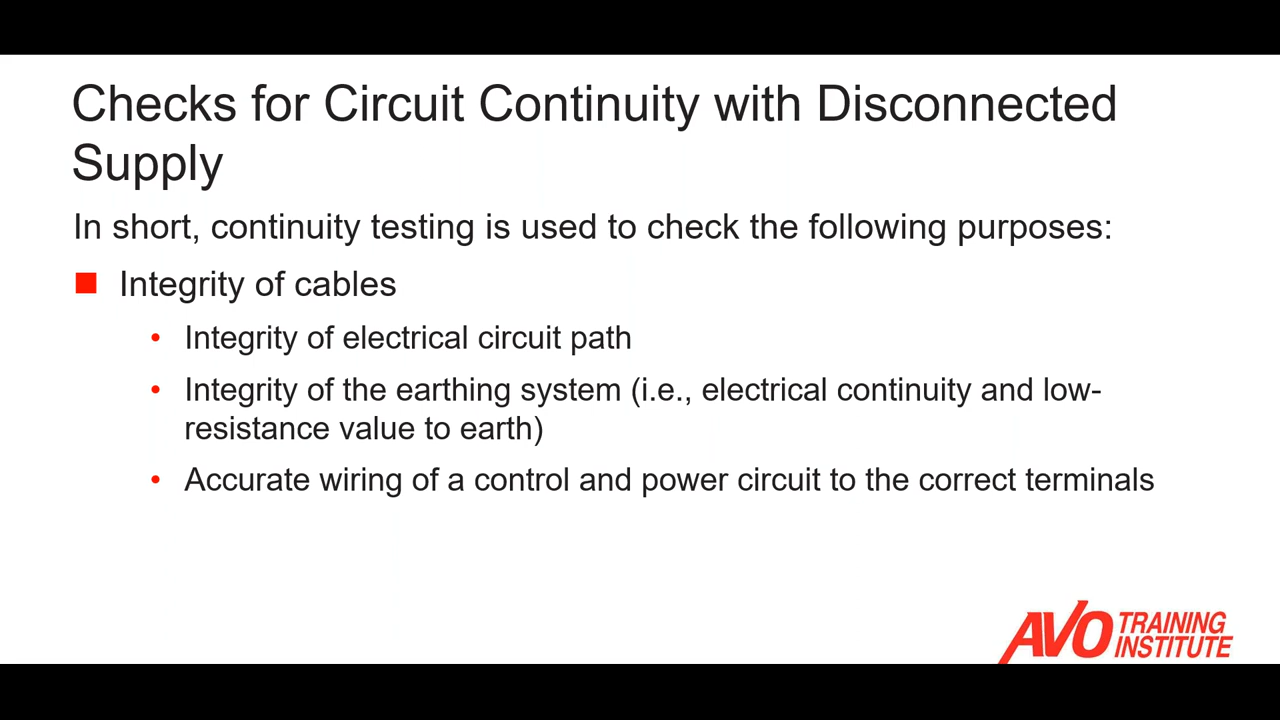 Checks for Circuit Continuity with Disconnected
Supply
In short, continuity testing is used to check the following purposes:
Integrity of cables
• Integrity of electrical circuit path
• Integrity of the earthing system (i.e., electrical continuity and low-
resistance value to earth)
• Accurate wiring of a control and power circuit to the correct terminals
AVO TRAINING
INSTITUTE